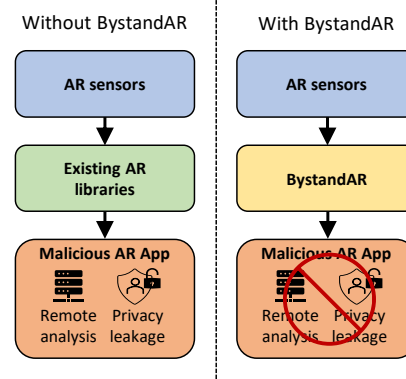 Without BystandAR
AR sensors
Existing AR
libraries
Malicious AR App
Remote Privacy
analysis leakage
With BystandAR
AR sensors
BystandAR
Malicious AR App
Remote Privacy
analysis leakage